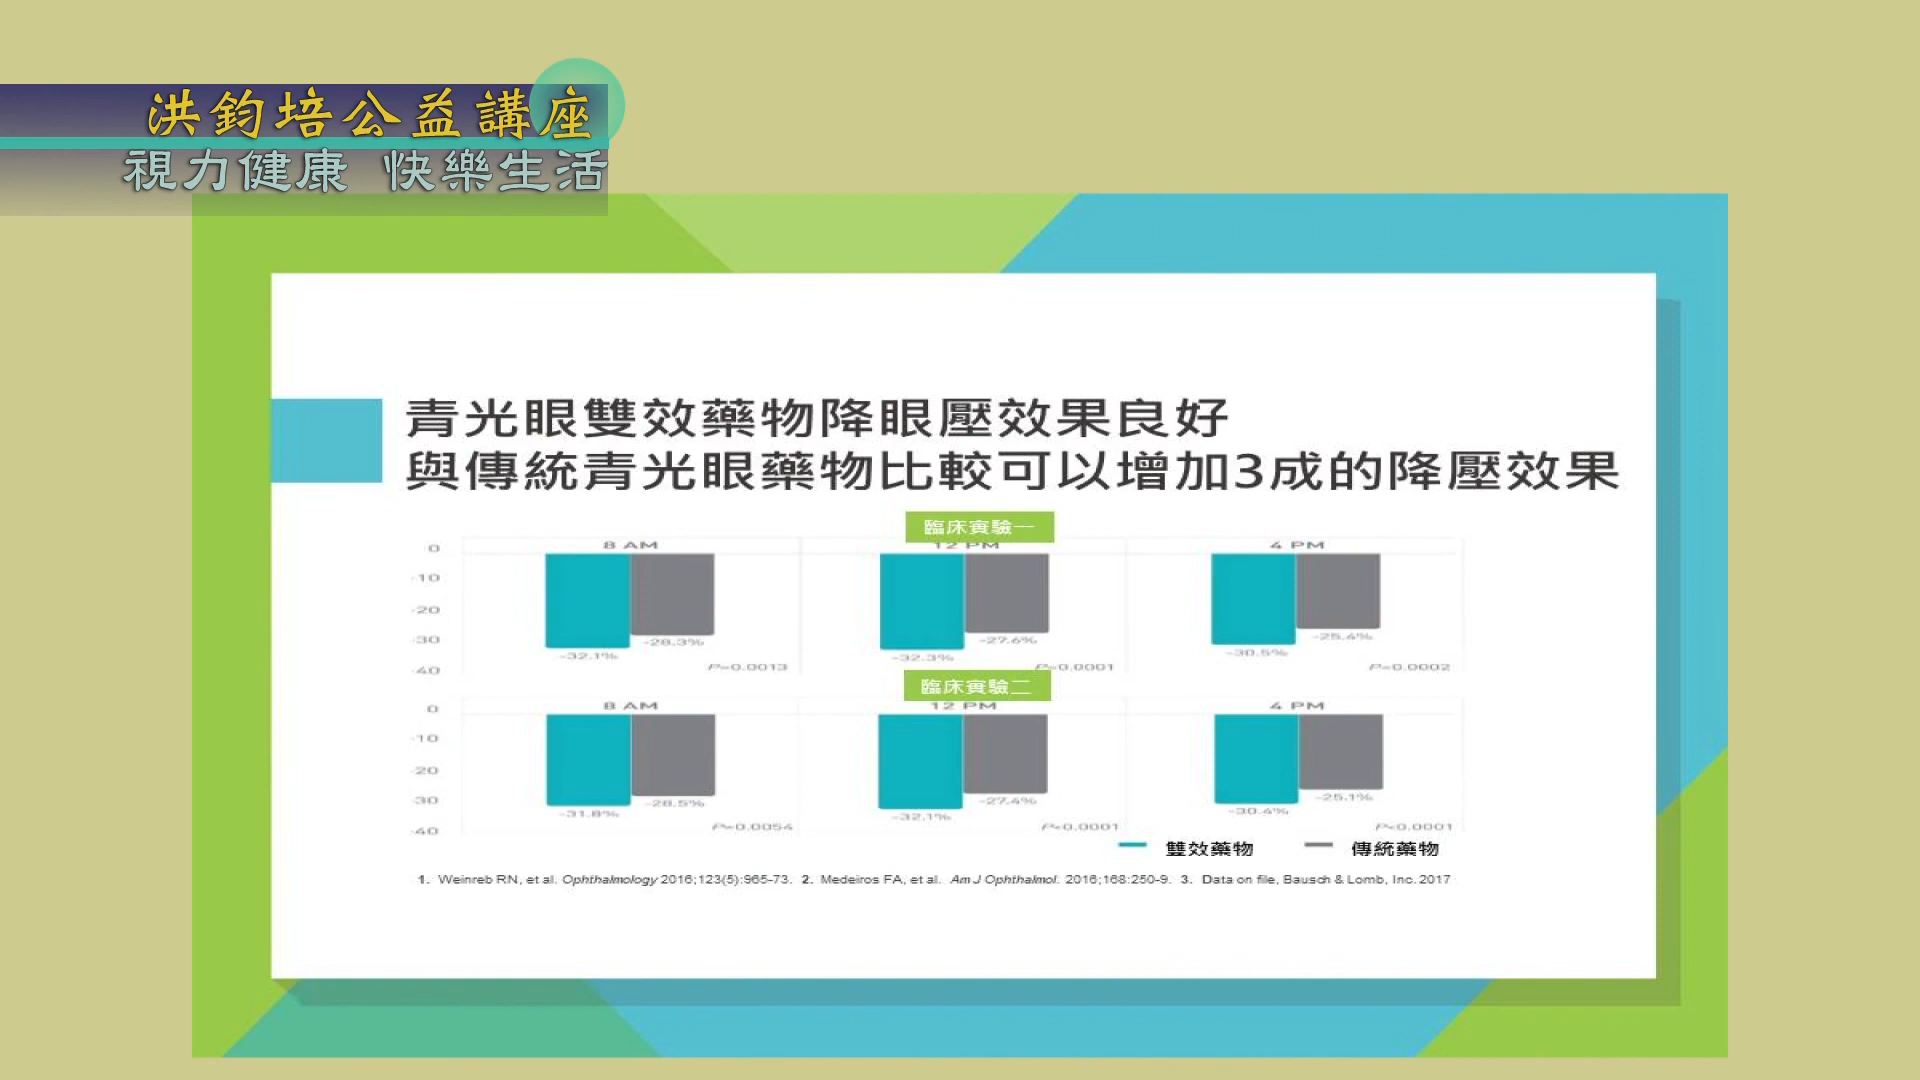 洪鈞培公益講座
視力健康 快樂生活
青光眼雙效藥物降眼壓效果良好
與傳統青光眼藥物比較可以增加3成的降壓效果
臨床實驗一
8 AM 12 PM 4 PM
0
-10
-20
-30
-40
-32.1% -28.3% P=0.0013
-32.3% -27.6% P<0.0001
-30.5% -25.4% P=0.0002
臨床實驗二
8 AM 12 PM 4 PM
0
-10
-20
-30
-40
-31.8% -28.5% P=0.0054
-32.1% -27.4% P<0.0001
-30.4% -25.1% P<0.0001
雙效藥物 傳統藥物
1. Weinreb RN, et al. Ophthalmology 2016;123(5):965-73. 2. Medeiros FA, et al. Am J Ophthalmol. 2016;168:250-9. 3. Data on file, Bausch & Lomb, Inc. 2017